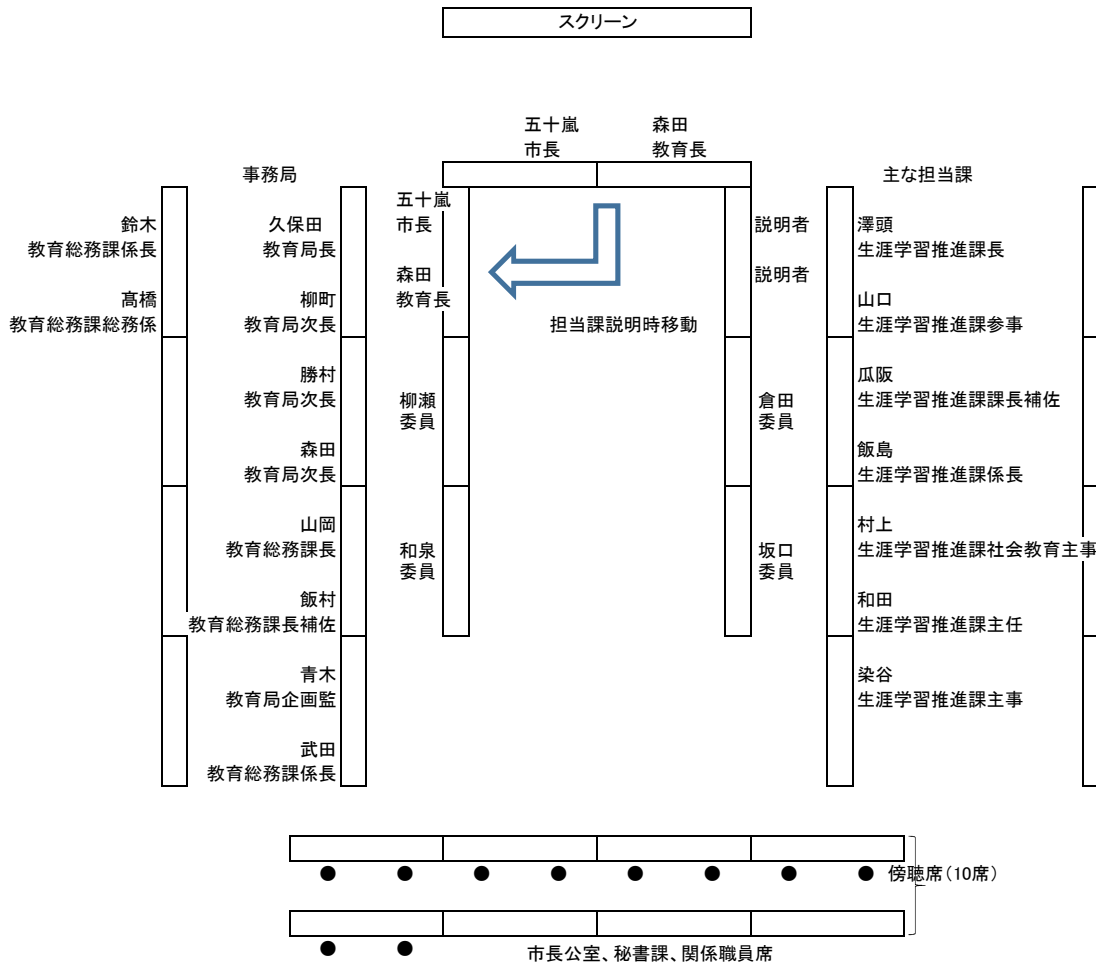 スクリーン
五十嵐
市長
森田
教育長
事務局
主な担当課
鈴木
教育総務課係長
髙橋
教育総務課総務係
久保田
教育局長
柳町
教育局次長
勝村
教育局次長
森田
教育局次長
山岡
教育総務課長
飯村
教育総務課長補佐
青木
教育局企画監
武田
教育総務課係長
五十嵐
市長
森田
教育長
柳瀬
委員
和泉
委員
担当課説明時移動
説明者
説明者
倉田
委員
坂口
委員
澤頭
生涯学習推進課長
山口
生涯学習推進課参事
瓜阪
生涯学習推進課課長補佐
飯島
生涯学習推進課係長
村上
生涯学習推進課社会教育主事
和田
生涯学習推進課主任
染谷
生涯学習推進課主事
傍聴席(10席)
市長公室、秘書課、関係職員席